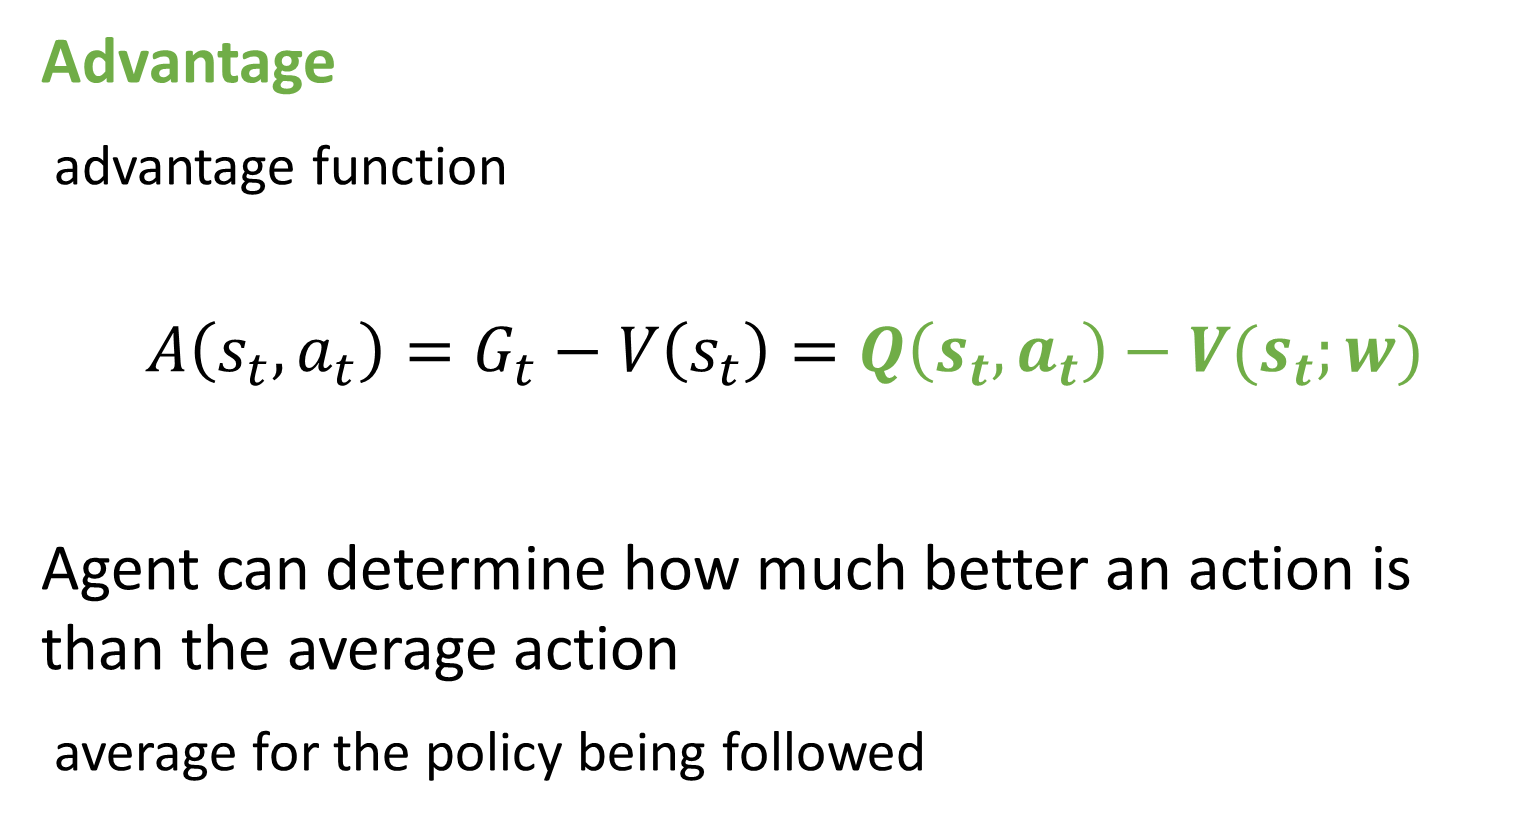 Advantage
advantage function
A(s_t, a_t) = G_t − V(s_t) = Q(s_t, a_t) − V(s_t; w)
Agent can determine how much better an action is
than the average action
average for the policy being followed